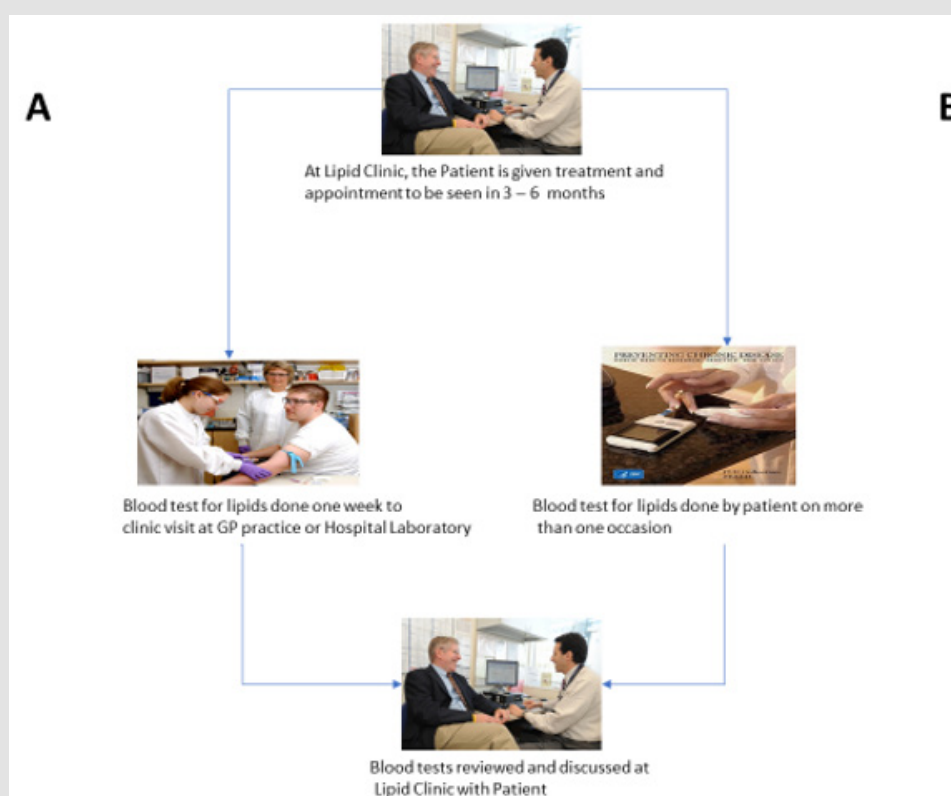 A
B
At Lipid Clinic, the Patient is given treatment and
appointment to be seen in 3 – 6 months
PREVENTING CHRONIC DISEASE
Blood test for lipids done one week to
clinic visit at GP practice or Hospital Laboratory
Blood test for lipids done by patient on more
than one occasion
Blood tests reviewed and discussed at
Lipid Clinic with Patient